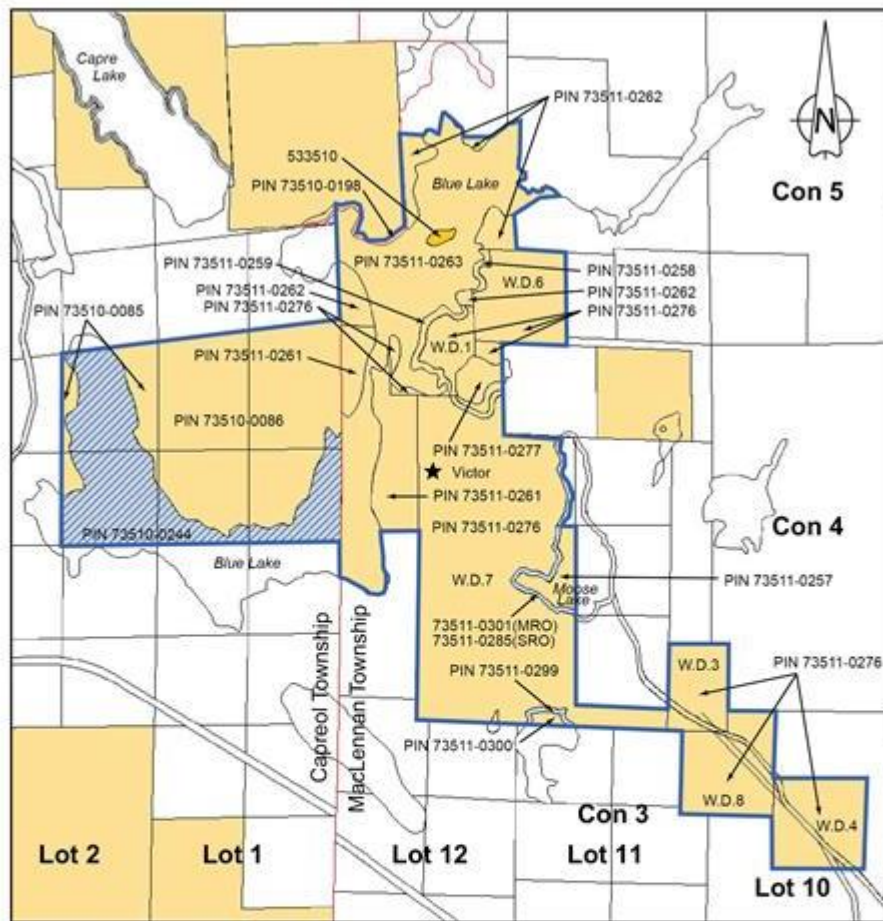 Capre
Lake
PIN 73511-0262
N
533510
PIN 73510-0198
Blue Lake
Con 5
PIN 73511-0259
PIN 73511-0263
PIN 73511-0258
PIN 73511-0262
W.D.6
PIN 73511-0262
PIN 73511-0276
PIN 73511-0276
PIN 73510-0085
W.D.1
PIN 73511-0261
PIN 73510-0086
PIN 73511-0277
Victor
PIN 73511-0261
PIN 73511-0276
Con 4
PIN 73510-0244
Blue Lake
W.D.7
Moose
Lake
PIN 73511-0257
73511-0301(MRO)
73511-0285(SRO)
PIN 73511-0299
W.D.3
PIN 73511-0276
Capreol Township
MacLennan Township
PIN 73511-0300
W.D.8
Con 3
W.D.4
Lot 2
Lot 1
Lot 12
Lot 11
Lot 10